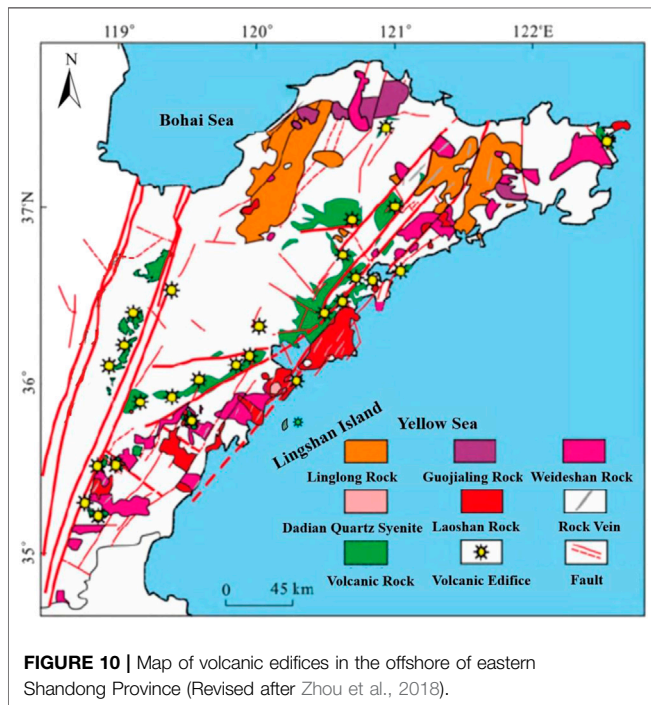 119°
120°
121°
122°E
N
Bohai Sea
37°N
36°
35°
Lingshan Island
Yellow Sea
Linglong Rock
Guojialing Rock
Weideshan Rock
Dadian Quartz Syenite
Laoshan Rock
Rock Vein
Volcanic Rock
Volcanic Edifice
Fault
0 45 km
FIGURE 10 | Map of volcanic edifices in the offshore of eastern
Shandong Province (Revised after Zhou et al., 2018).